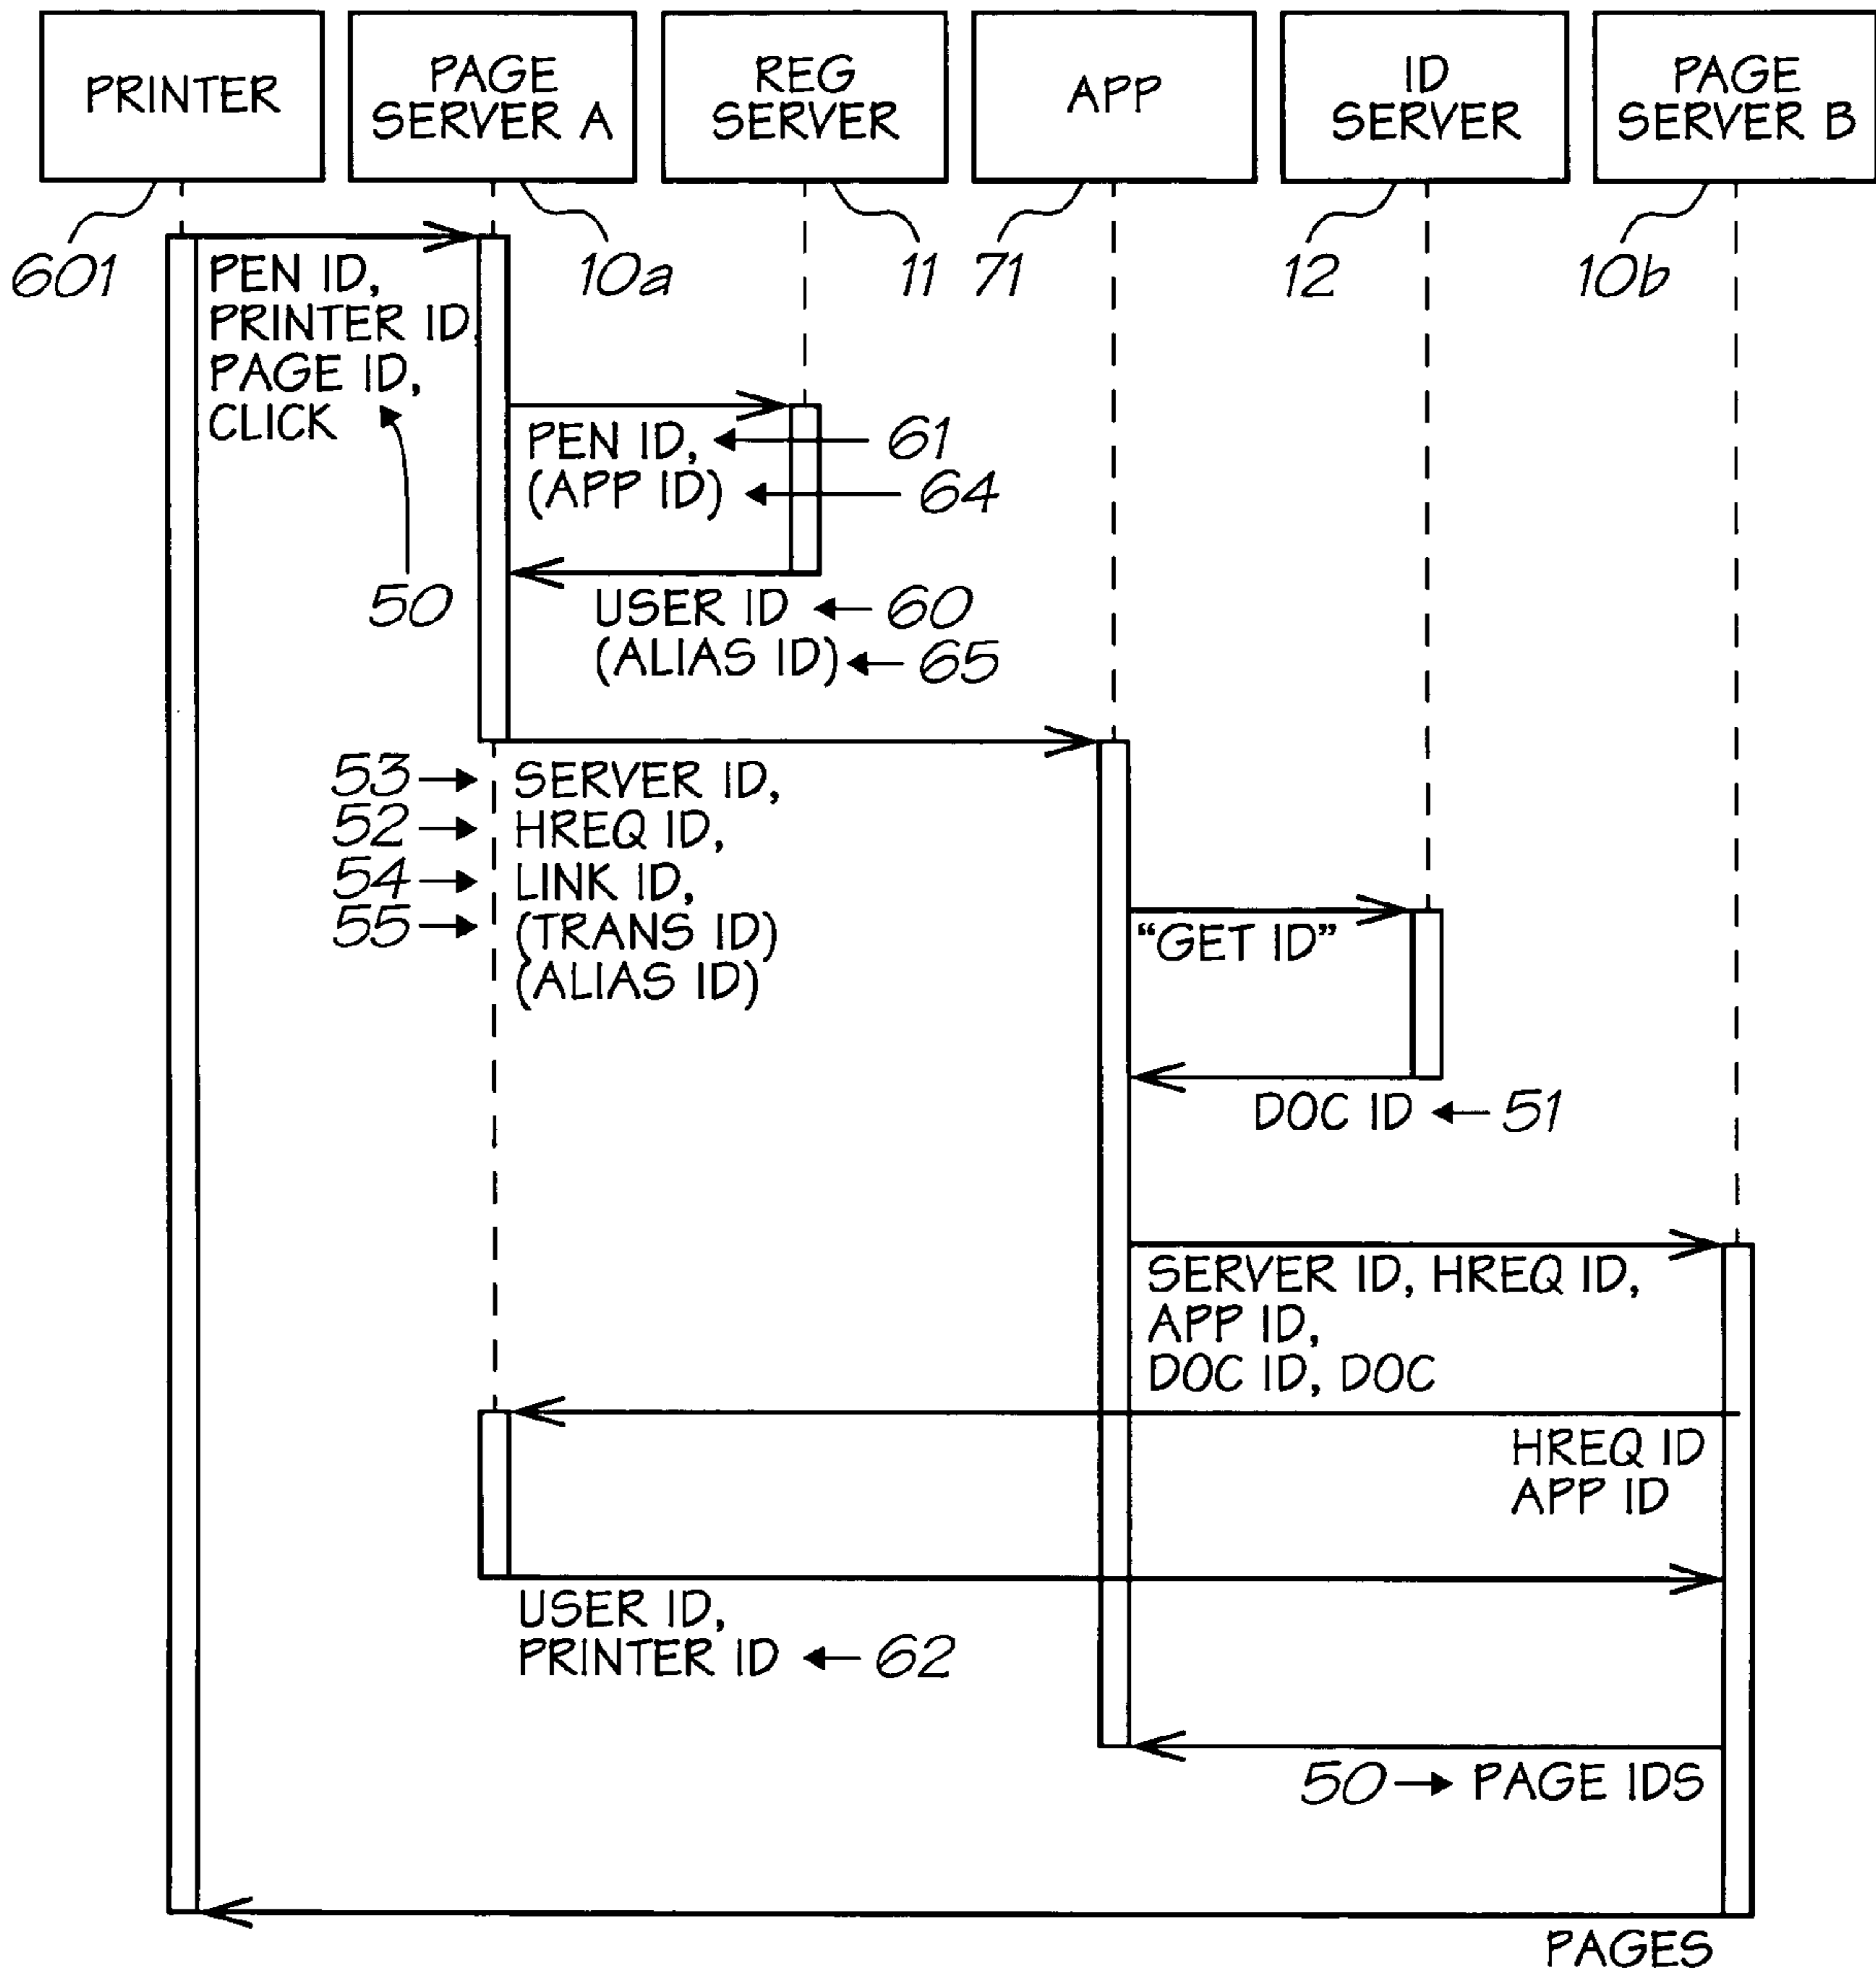 PRINTER
PAGE
SERVER A
REG
SERVER
APP
ID
SERVER
PAGE
SERVER B
601
10a
11
71
12
10b
PEN ID,
PRINTER ID
PAGE ID,
CLICK
50
PEN ID,
61
(APP ID)
64
USER ID
60
(ALIAS ID)
65
53
SERVER ID,
52
HREQ ID,
54
LINK ID,
55
(TRANS ID)
(ALIAS ID)
“GET ID”
DOC ID
51
SERVER ID, HREQ ID,
APP ID,
DOC ID, DOC
HREQ ID
APP ID
USER ID,
PRINTER ID
62
50
PAGE IDS
PAGES